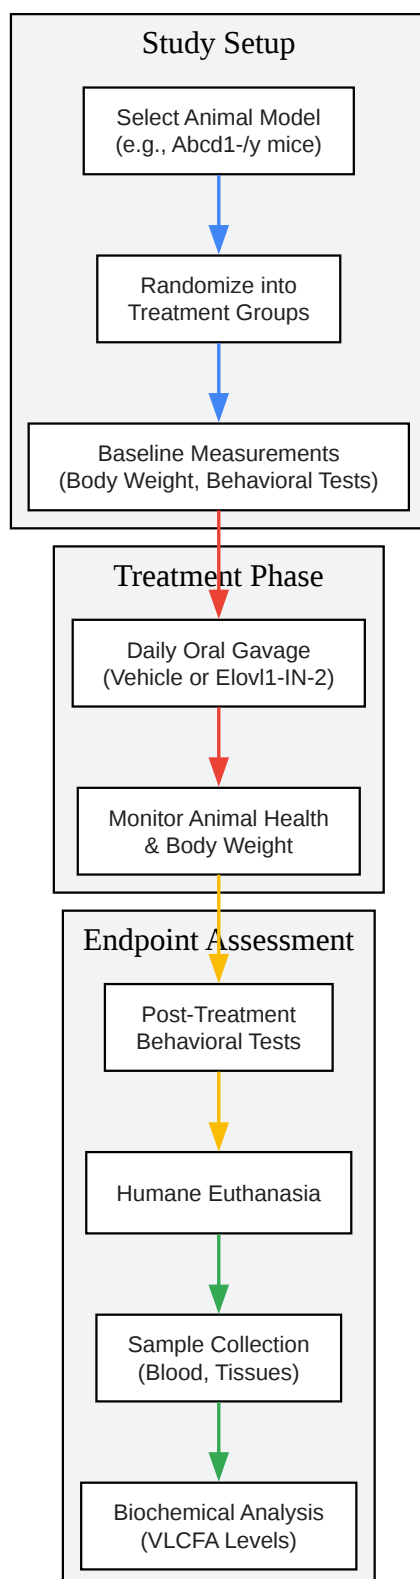 Study Setup
Select Animal Model
(e.g., Abcd1-/y mice)
Randomize into
Treatment Groups
Baseline Measurements
(Body Weight, Behavioral Tests)
Treatment Phase
Daily Oral Gavage
(Vehicle or Elovl1-IN-2)
Monitor Animal Health
& Body Weight
Endpoint Assessment
Post-Treatment
Behavioral Tests
Humane Euthanasia
Sample Collection
(Blood, Tissues)
Biochemical Analysis
(VLCFA Levels)